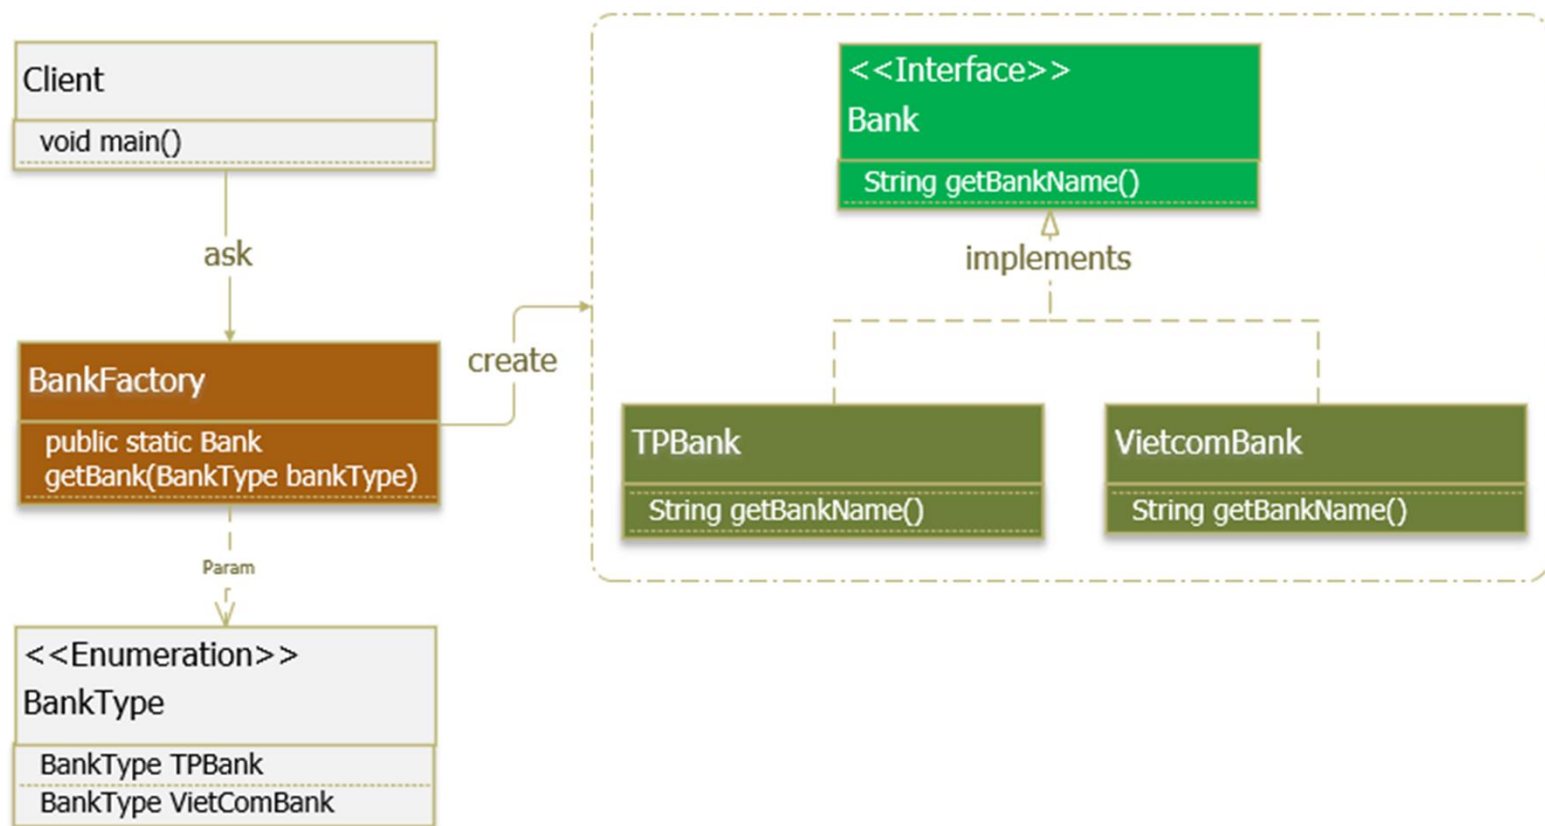 Client
void main()
ask
BankFactory
public static Bank
getBank(BankType bankType)
Param
<<Enumeration>>
BankType
BankType TPBank
BankType VietComBank
create
<<Interface>>
Bank
String getBankName()
implements
TPBank
String getBankName()
VietcomBank
String getBankName()